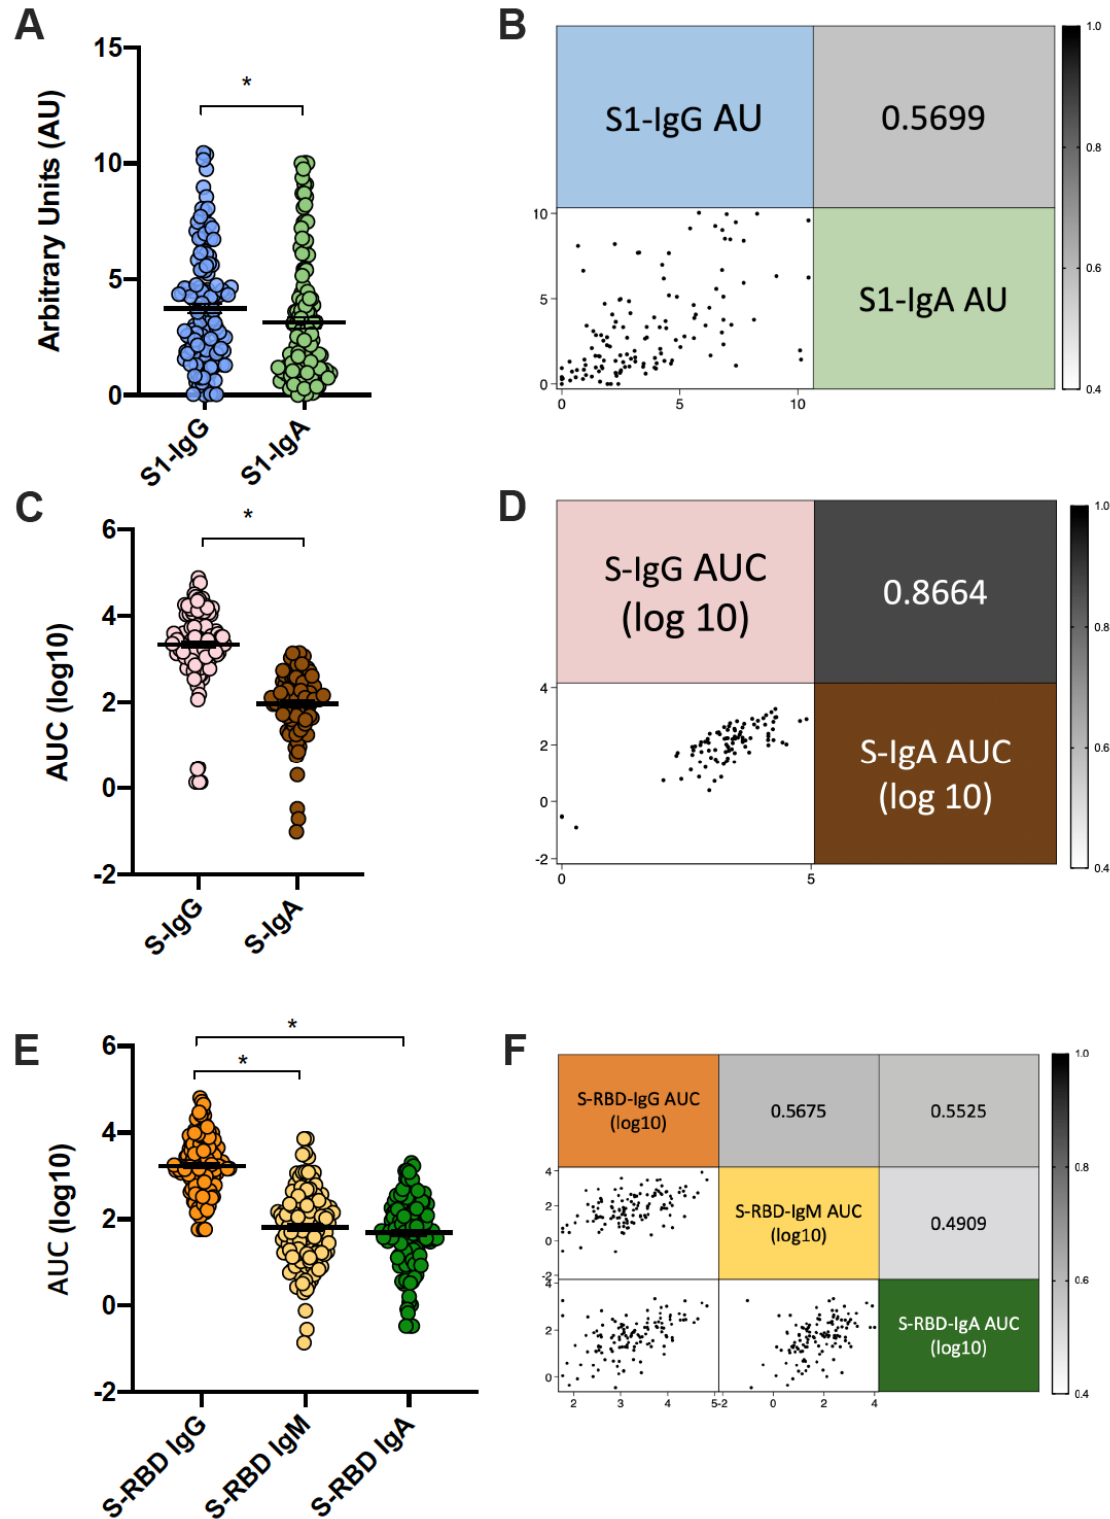 A
15
10
5
0
Arbitrary Units (AU)
*
S1-IgG
S1-IgA
B
S1-IgG AU
0.5699
S1-IgA AU
10
5
0
0
5
10
1.0
0.8
0.6
0.4
C
6
4
2
0
-2
AUC (log10)
*
S-IgG
S-IgA
D
S-IgG AUC
(log 10)
0.8664
S-IgA AUC
(log 10)
4
2
0
-2
0
5
1.0
0.8
0.6
0.4
E
6
4
2
0
-2
AUC (log10)
*
*
S-RBD IgG
S-RBD IgM
S-RBD IgA
F
S-RBD-IgG AUC
(log10)
0.5675
0.5525
S-RBD-IgM AUC
(log10)
0.4909
S-RBD-IgA AUC
(log10)
4
2
0
-2
4
2
0
2
3
4
5
-2
0
2
4
1.0
0.8
0.6
0.4